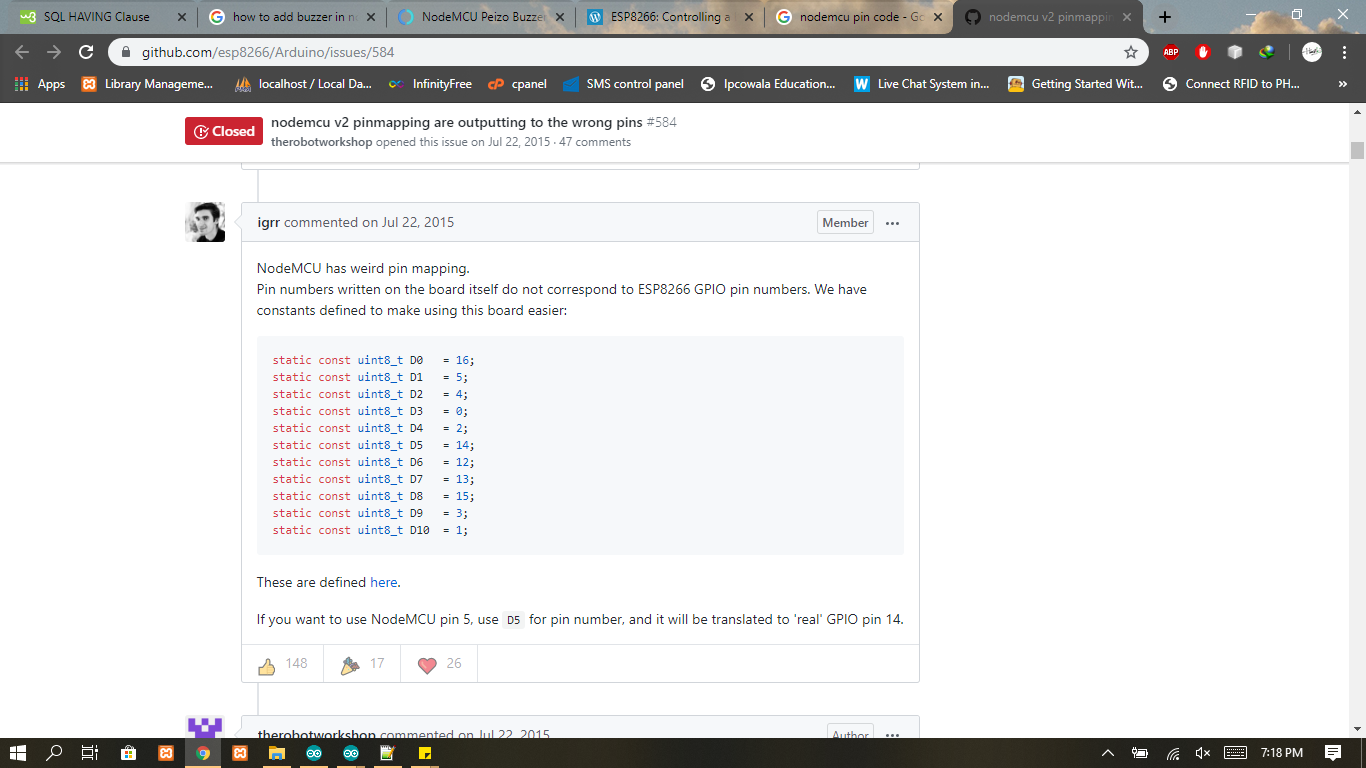 SQL HAVING Clause
how to add buzzer in n
NodeMCU Peizo Buzzer
ESP8266: Controlling a
nodemcu pin code - Go
nodemcu v2 pinmappin
github.com/esp8266/Arduino/issues/584
ABP
Apps
Library Manageme...
localhost / Local Da...
InfinityFree
cpanel
SMS control panel
Ipcowala Education...
Live Chat System in...
Getting Started Wit...
Connect RFID to PH...
»
Closed
nodemcu v2 pinmapping are outputting to the wrong pins #584
therobotworkshop opened this issue on Jul 22, 2015 · 47 comments
igrr commented on Jul 22, 2015
Member
NodeMCU has weird pin mapping.
Pin numbers written on the board itself do not correspond to ESP8266 GPIO pin numbers. We have
constants defined to make using this board easier:
static const uint8_t D0   = 16;
static const uint8_t D1   = 5;
static const uint8_t D2   = 4;
static const uint8_t D3   = 0;
static const uint8_t D4   = 2;
static const uint8_t D5   = 14;
static const uint8_t D6   = 12;
static const uint8_t D7   = 13;
static const uint8_t D8   = 15;
static const uint8_t D9   = 3;
static const uint8_t D10  = 1;
These are defined here.
If you want to use NodeMCU pin 5, use D5 for pin number, and it will be translated to 'real' GPIO pin 14.
148
17
26
therobotworkshop commented on Jul 22, 2015
Author
7:18 PM